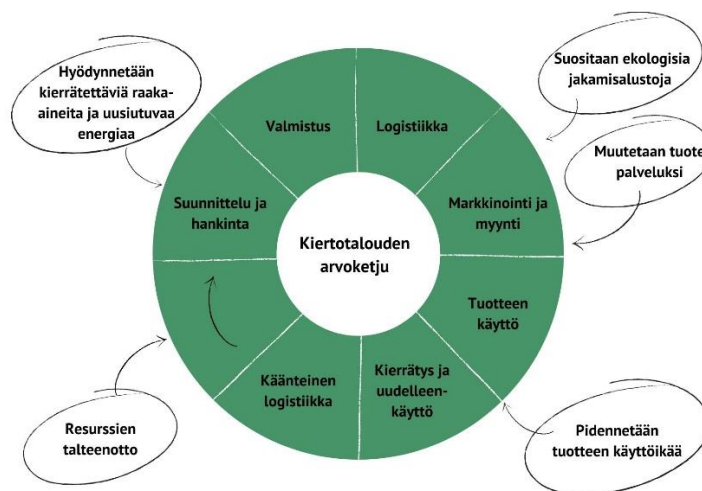 Hyödynnetään
kierrätettäviä raaka-
aineita ja uusiutuvaa
energiaa
Suositaan ekologisia
jakamisalustoja
Muutetaan tuote
palveluksi
Valmistus
Logistiikka
Suunnittelu ja
hankinta
Markkinointi ja
myynti
Kiertotalouden
arvoketju
Tuotteen
käyttö
Käänteinen
logistiikka
Kierrätys ja
uudelleen-
käyttö
Resurssien
talteenotto
Pidennetään
tuotteen käyttöikää